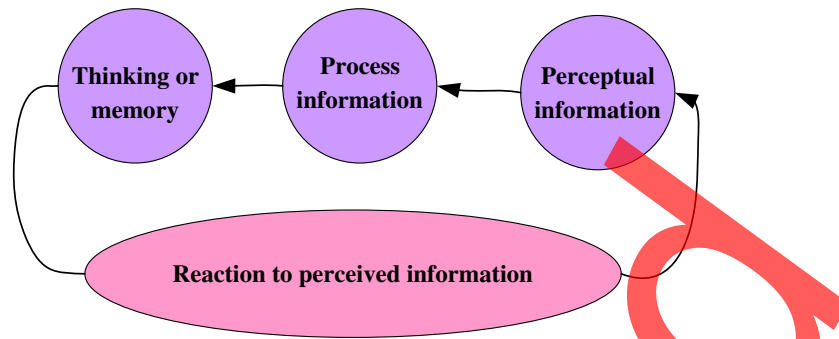 Thinking or
memory
Process
information
Perceptual
information
Reaction to perceived information